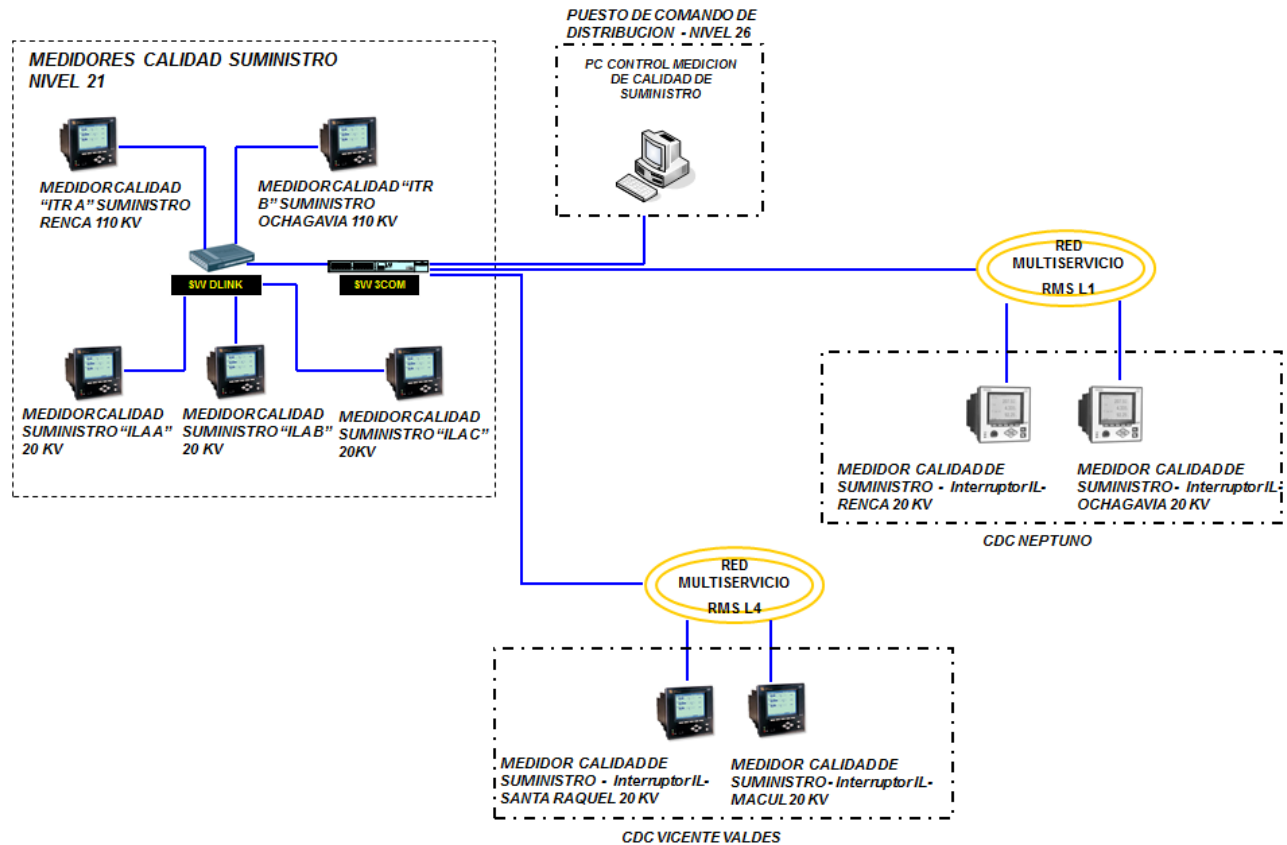 PUESTO DE COMANDO DE
DISTRIBUCION - NIVEL 26
MEDIDORES CALIDAD SUMINISTRO
NIVEL 21
PC CONTROL MEDICION
DE CALIDAD DE
SUMINISTRO
MEDIDOR CALIDAD
“ITR A” SUMINISTRO
RENCA 110 KV
MEDIDOR CALIDAD “ITR
B” SUMINISTRO
OCHAGAVIA 110 KV
SW DLINK
SW 3COM
RED
MULTISERVICIO
RMS L1
MEDIDOR CALIDAD
SUMINISTRO “ILA A”
20 KV
MEDIDOR CALIDAD
SUMINISTRO “ILA B”
20 KV
MEDIDOR CALIDAD
SUMINISTRO “ILA C”
20KV
MEDIDOR CALIDAD DE
SUMINISTRO - Interruptor IL-
RENCA 20 KV
MEDIDOR CALIDAD DE
SUMINISTRO- Interruptor IL-
OCHAGAVIA 20 KV
CDC NEPTUNO
RED
MULTISERVICIO
RMS L4
MEDIDOR CALIDAD DE
SUMINISTRO - Interruptor IL-
SANTA RAQUEL 20 KV
MEDIDOR CALIDAD DE
SUMINISTRO- Interruptor IL-
MACUL 20 KV
CDC VICENTE VALDES